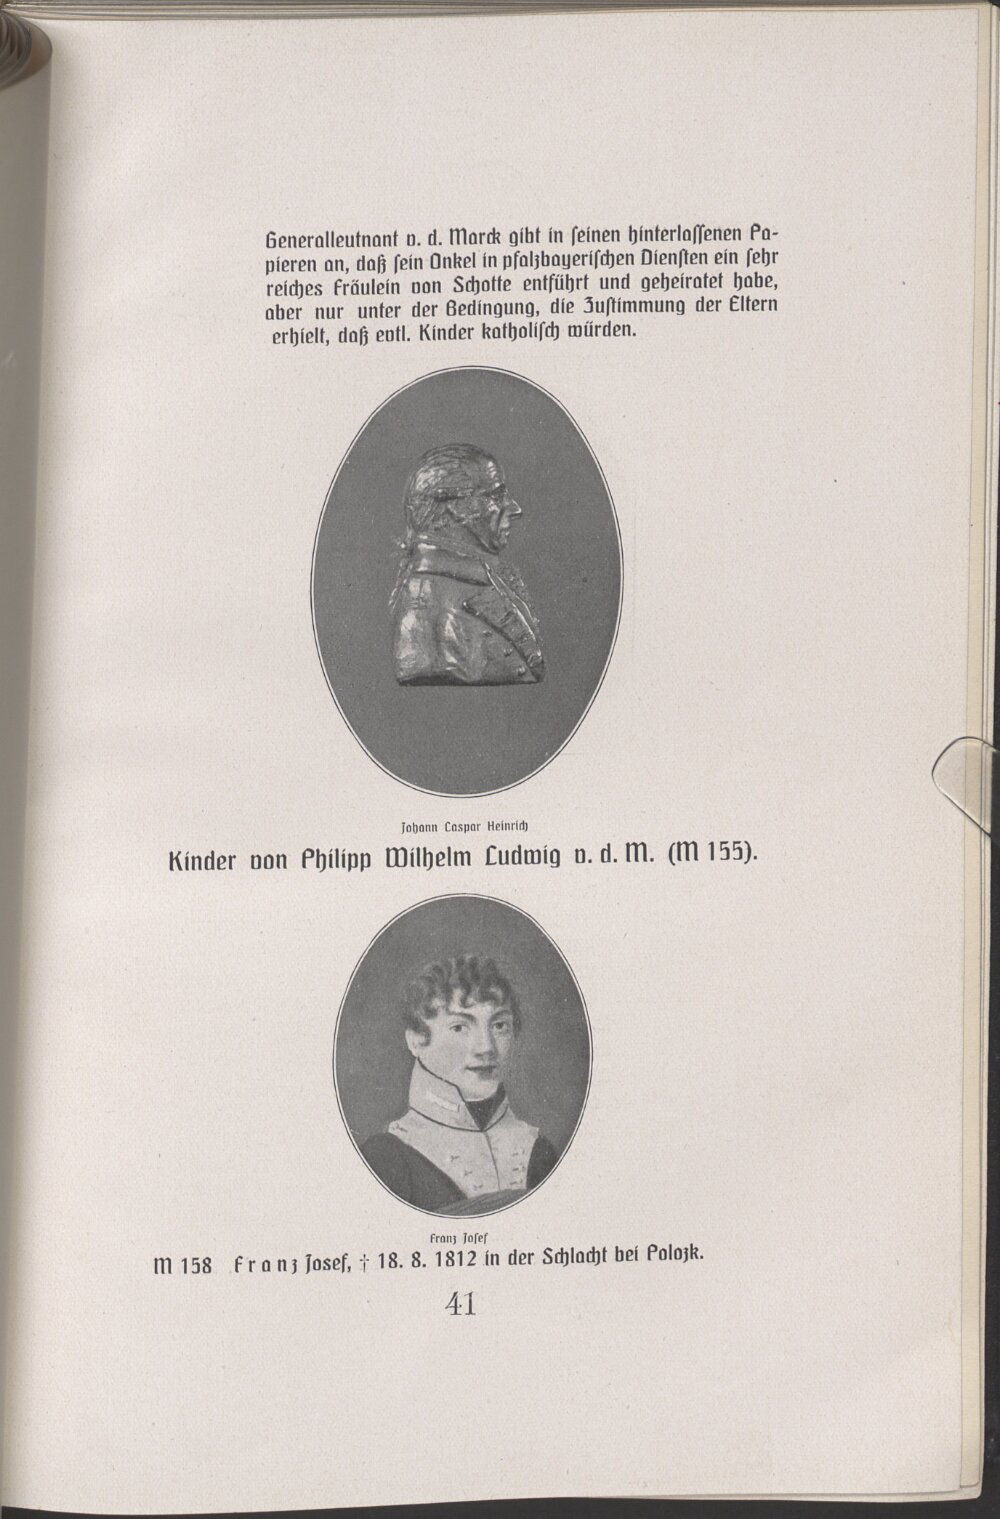 Generalleutnant v. d. Marck gibt in ſeinen hinterlaſſenen Pa-
pieren an, daß ſein Onkel in pfalzbayeriſchen Dienſten ein ſehr
reiches Fräulein von Schotte entführt und geheiratet habe,
aber nur unter der Bedingung, die Zuſtimmung der Eltern
erhielt, daß evtl. Kinder katholiſch würden.
Johann Caspar Heinrich
Kinder von Philipp Wilhelm Ludwig v. d. M. (M 155).
Franz Joſef
M 158 Franz Joſef, † 18. 8. 1812 in der Schlacht bei Polozk.
41